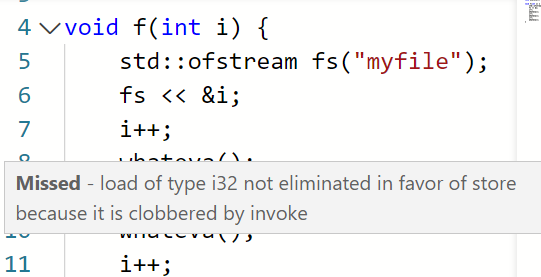 4 void f(int i) {
5 std::ofstream fs("myfile");
6 fs << &i;
7 i++;
8 whateva();
Missed - load of type i32 not eliminated in favor of store
because it is clobbered by invoke
10 whateva();
11 i++;